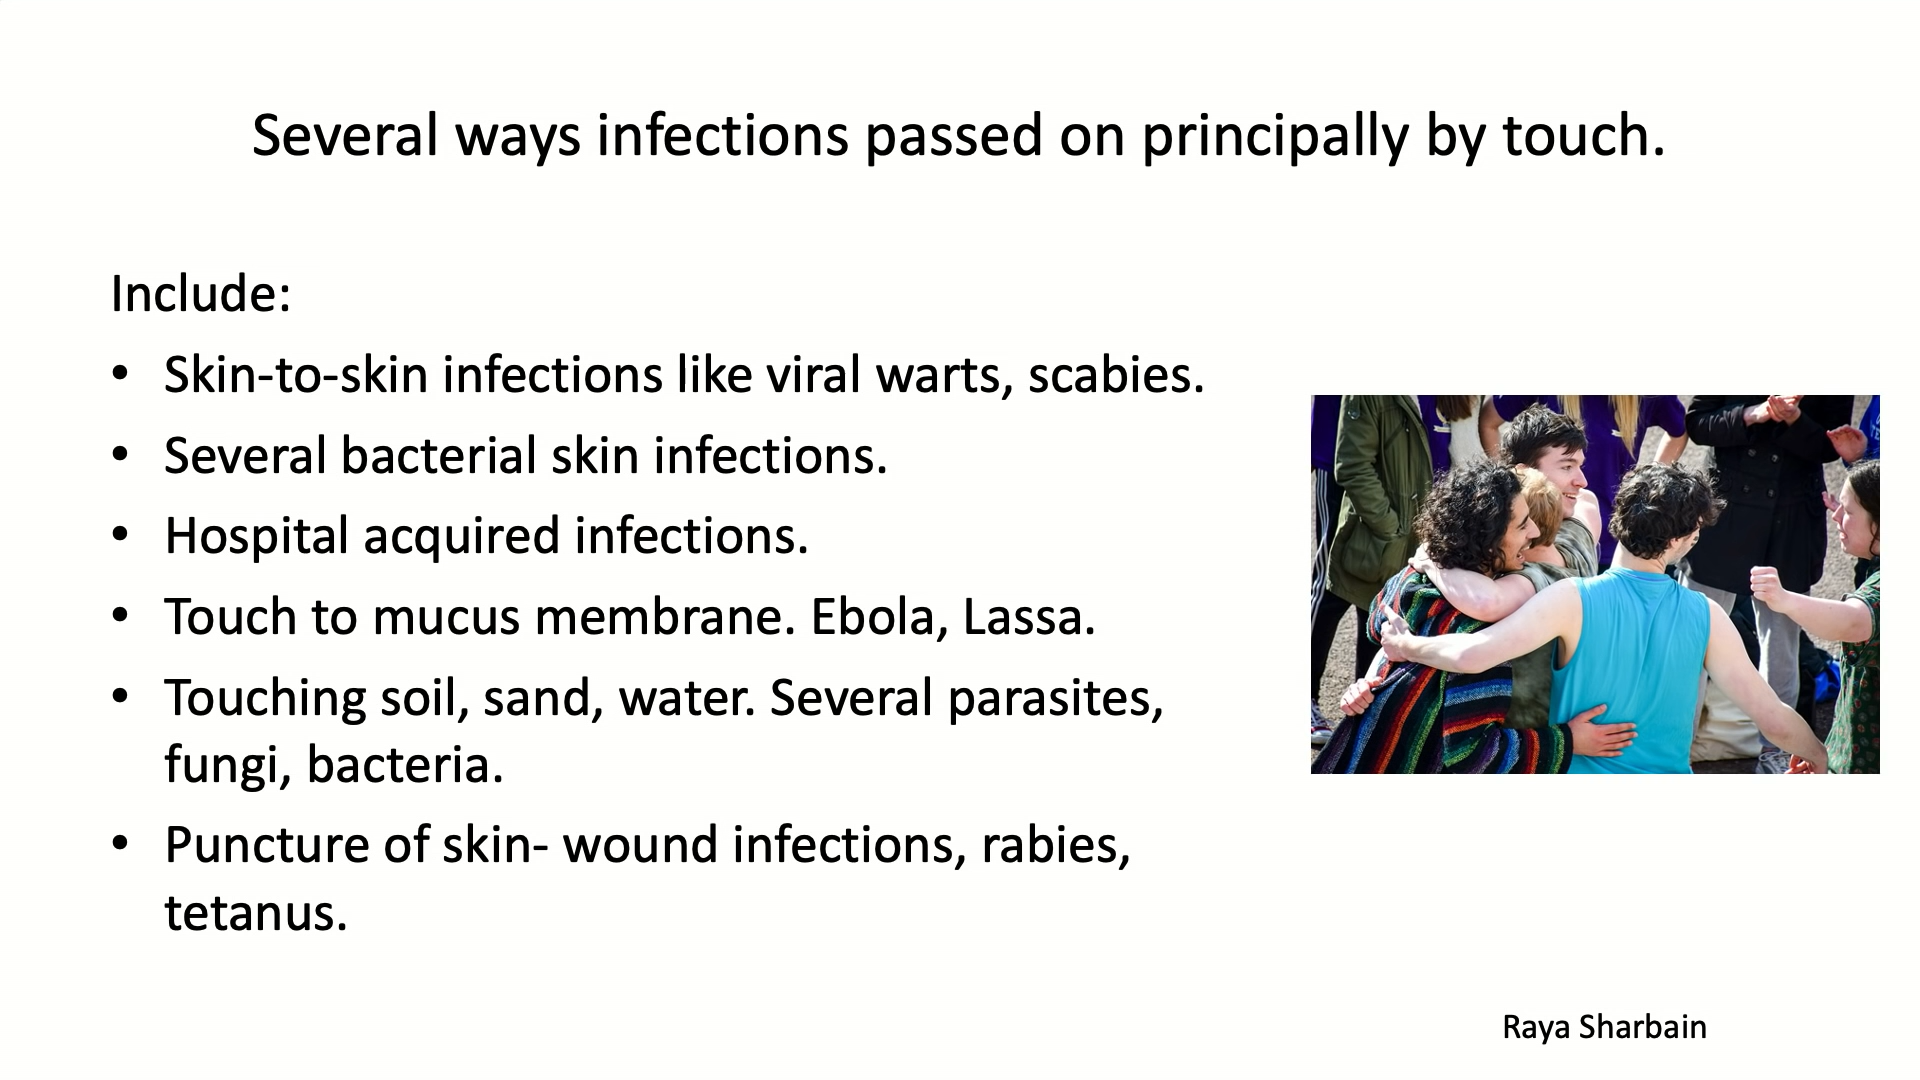 Several ways infections passed on principally by touch.
Include:
• Skin-to-skin infections like viral warts, scabies.
• Several bacterial skin infections.
• Hospital acquired infections.
• Touch to mucus membrane. Ebola, Lassa.
• Touching soil, sand, water. Several parasites,
fungi, bacteria.
• Puncture of skin- wound infections, rabies,
tetanus.
Raya Sharbain